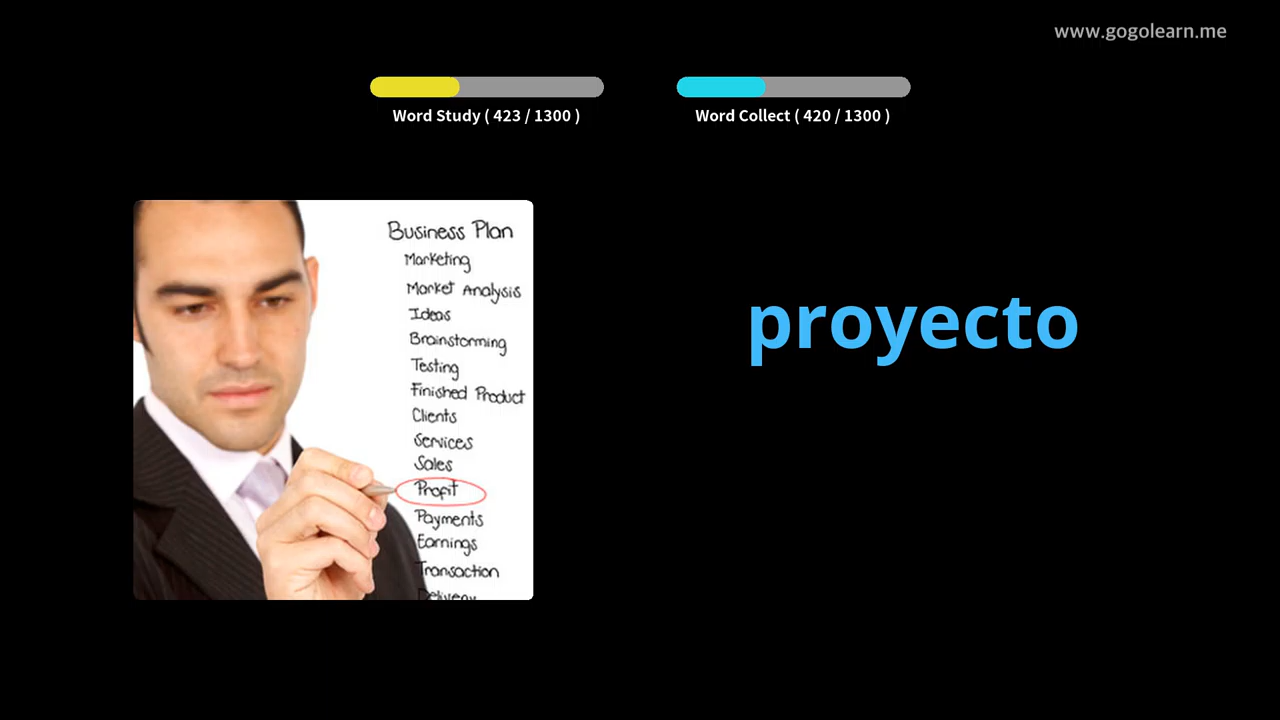 www.gogolearn.me
Word Study ( 423 / 1300 )
Word Collect ( 420 / 1300 )
Business Plan
Marketing
Market Analysis
Ideas
Brainstorming
Testing
Finished Product
Clients
Services
Sales
Profit
Payments
Earnings
Transaction
Delivery
proyecto